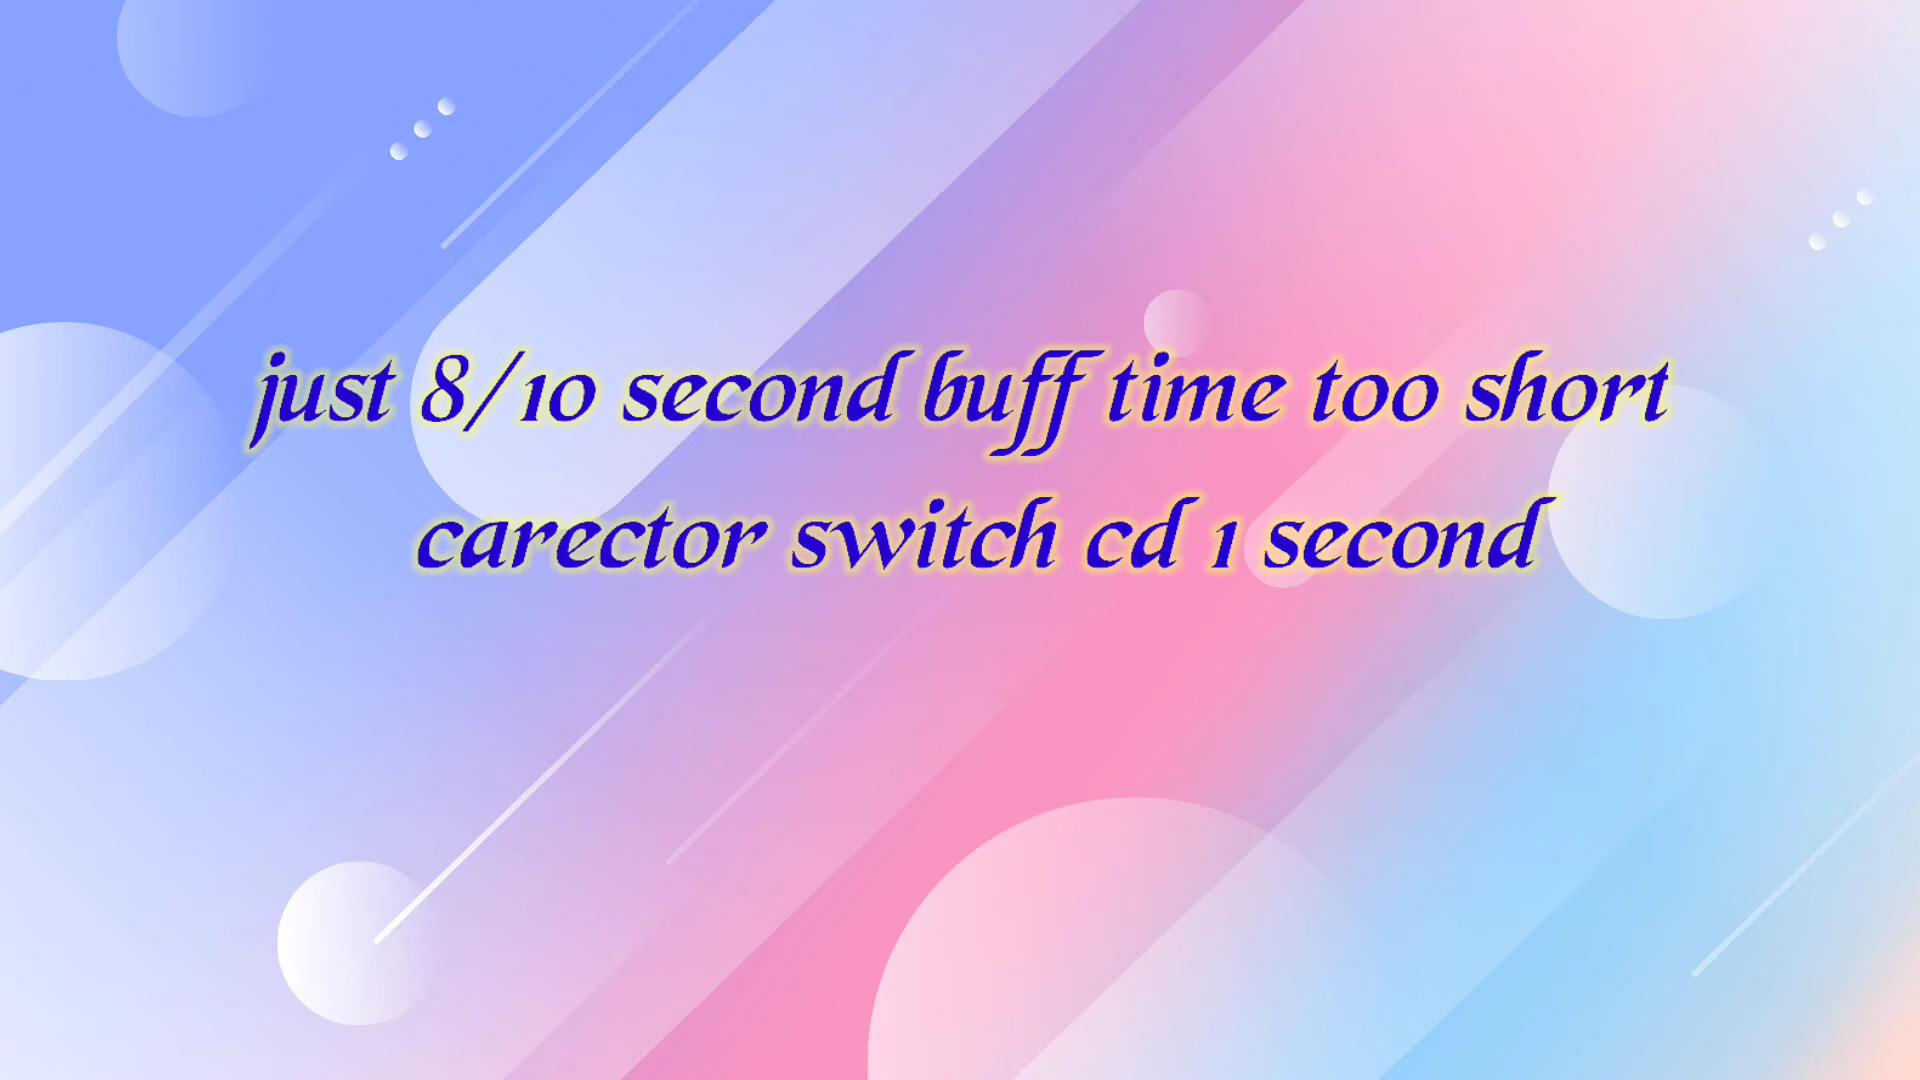 just 8/10 second buff time too short
carector switch cd 1 second